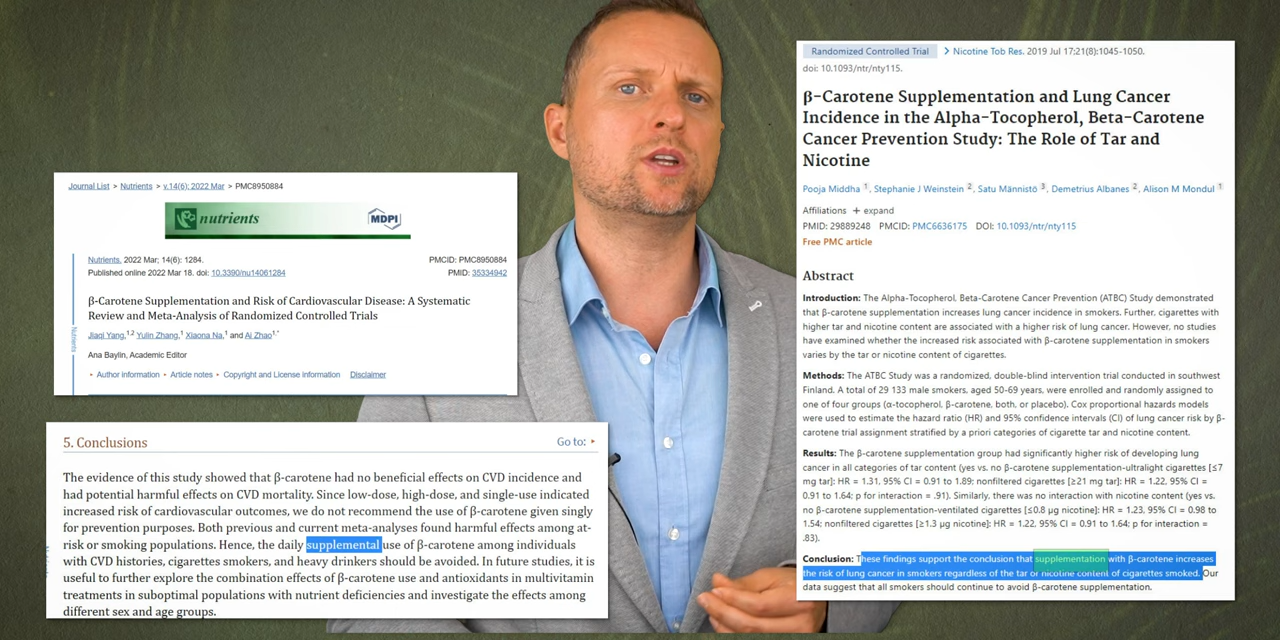 Journal List > Nutrients > v.14(6); 2022 Mar > PMC8950884
nutrients
MDPI
Nutrients. 2022 Mar; 14(6): 1284.
PMCID: PMC8950884
Published online 2022 Mar 18. doi: 10.3390/nu14061284
PMID: 35334942
β-Carotene Supplementation and Risk of Cardiovascular Disease: A Systematic
Review and Meta-Analysis of Randomized Controlled Trials
Jiaqi Yang,1,2 Yulin Zhang,1 Xiaona Na,1 and Ai Zhao1,*
Ana Baylin, Academic Editor
• Author information • Article notes • Copyright and License information Disclaimer
Nutrients
5. Conclusions
Go to: ▸
The evidence of this study showed that β-carotene had no beneficial effects on CVD incidence and
had potential harmful effects on CVD mortality. Since low-dose, high-dose, and single-use indicated
increased risk of cardiovascular outcomes, we do not recommend the use of β-carotene given singly
for prevention purposes. Both previous and current meta-analyses found harmful effects among at-
risk or smoking populations. Hence, the daily supplemental use of β-carotene among individuals
with CVD histories, cigarettes smokers, and heavy drinkers should be avoided. In future studies, it is
useful to further explore the combination effects of β-carotene use and antioxidants in multivitamin
treatments in suboptimal populations with nutrient deficiencies and investigate the effects among
different sex and age groups.
Randomized Controlled Trial > Nicotine Tob Res. 2019 Jul 17;21(8):1045-1050.
doi: 10.1093/ntr/nty115.
β-Carotene Supplementation and Lung Cancer
Incidence in the Alpha-Tocopherol, Beta-Carotene
Cancer Prevention Study: The Role of Tar and
Nicotine
Pooja Middha 1, Stephanie J Weinstein 2, Satu Männistö 3, Demetrius Albanes 2, Alison M Mondul 1
Affiliations + expand
PMID: 29889248 PMCID: PMC6636175 DOI: 10.1093/ntr/nty115
Free PMC article
Abstract
Introduction: The Alpha-Tocopherol, Beta-Carotene Cancer Prevention (ATBC) Study demonstrated
that β-carotene supplementation increases lung cancer incidence in smokers. Further, cigarettes with
higher tar and nicotine content are associated with a higher risk of lung cancer. However, no studies
have examined whether the increased risk associated with β-carotene supplementation in smokers
varies by the tar or nicotine content of cigarettes.
Methods: The ATBC Study was a randomized, double-blind intervention trial conducted in southwest
Finland. A total of 29 133 male smokers, aged 50-69 years, were enrolled and randomly assigned to
one of four groups (α-tocopherol, β-carotene, both, or placebo). Cox proportional hazards models
were used to estimate the hazard ratio (HR) and 95% confidence intervals (CI) of lung cancer risk by β-
carotene trial assignment stratified by a priori categories of cigarette tar and nicotine content.
Results: The β-carotene supplementation group had significantly higher risk of developing lung
cancer in all categories of tar content (yes vs. no β-carotene supplementation-ultralight cigarettes [≤7
mg tar]: HR = 1.31, 95% CI = 0.91 to 1.89; nonfiltered cigarettes [≥21 mg tar]: HR = 1.22, 95% CI =
0.91 to 1.64; p for interaction = .91). Similarly, there was no interaction with nicotine content (yes vs.
no β-carotene supplementation-ventilated cigarettes [≤0.8 µg nicotine]: HR = 1.23, 95% CI = 0.98 to
1.54; nonfiltered cigarettes [≥1.3 µg nicotine]: HR = 1.22, 95% CI = 0.91 to 1.64; p for interaction =
.83).
Conclusion: These findings support the conclusion that supplementation with β-carotene increases
the risk of lung cancer in smokers regardless of the tar or nicotine content of cigarettes smoked. Our
data suggest that all smokers should continue to avoid β-carotene supplementation.